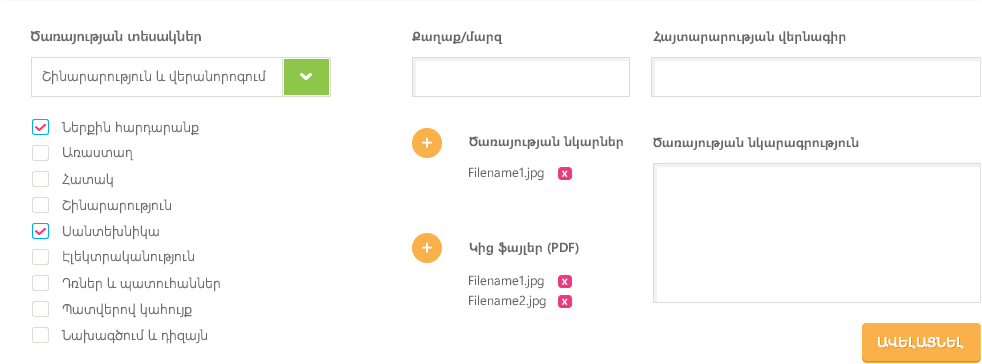 Ծառայության տեսակներ
Շինարարություն և վերանորոգում
Ներքին հարդարանք
Առաստաղ
Հատակ
Շինարարություն
Սանտեխնիկա
Էլեկտրականություն
Դռներ և պատուհաններ
Պատվերով կահույք
Նախագծում և դիզայն
Քաղաք/մարզ
Հայտարարության վերնագիր
+
Ծառայության նկարներ
Filename1.jpg x
+
Կից ֆայլեր (PDF)
Filename1.jpg x
Filename2.jpg x
Ծառայության նկարագրություն
ԱՎԵԼԱՑՆԵԼ